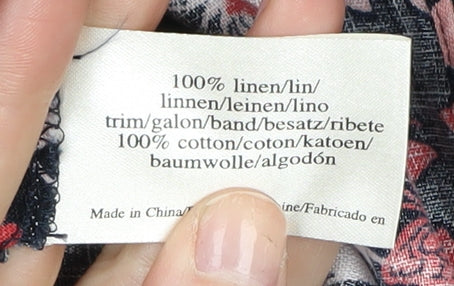 100% linen/lin/
linnen/leinen/lino
trim/galon/band/besatz/ribete
100% cotton/coton/katoen/
baumwolle/algodón
Made in China/ /Fabricado en